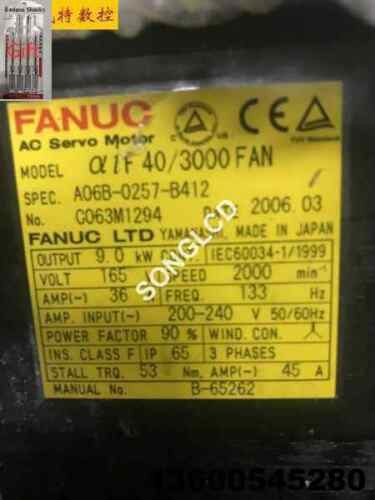 特数控
Gift
FANUC
AC Servo Motor
MODEL αiF 40/3000 FAN
SPEC. A06B-0257-B412
No. C063M1294 DATE 2006.03
FANUC LTD YAMANASHI, MADE IN JAPAN
OUTPUT 9.0 kW IEC60034-1/1999
VOLT 165 SPEED 2000 min⁻¹
AMP(~) 36 FREQ. 133 Hz
AMP. INPUT(~) 200-240 V 50/60Hz
POWER FACTOR 90 % WIND. CON.
INS. CLASS F IP 65 3 PHASES
STALL TRQ. 53 Nm, AMP(~) 45 A
MANUAL No. B-65262
SONGLCD
13600545280